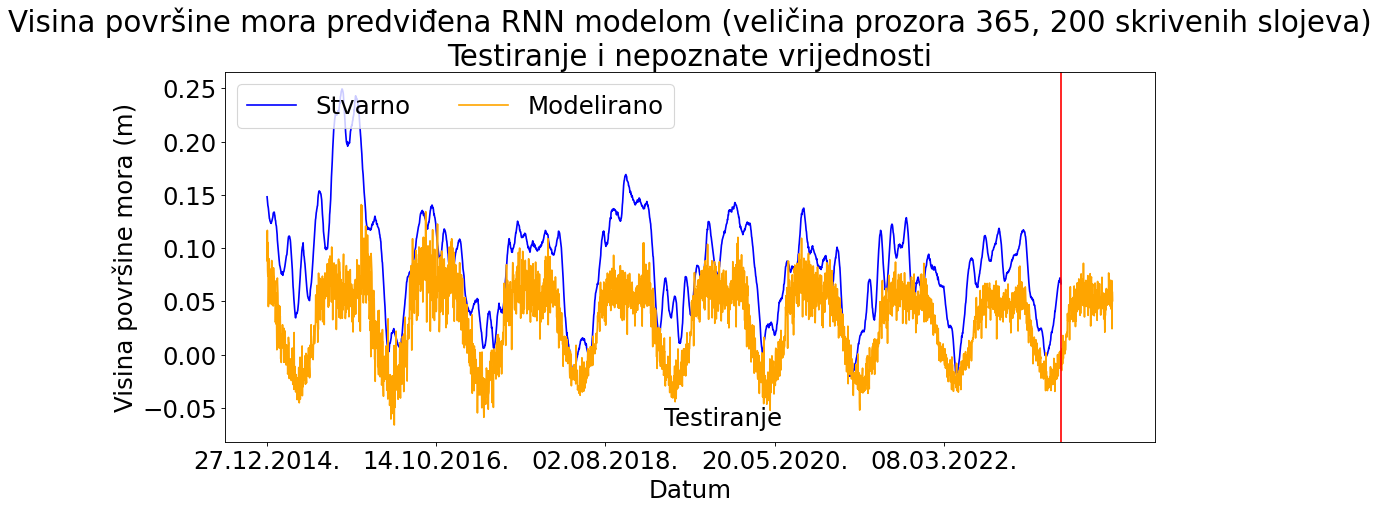 Visina površine mora predviđena RNN modelom (veličina prozora 365, 200 skrivenih slojeva)
Testiranje i nepoznate vrijednosti
Stvarno
Modelirano
Visina površine mora (m)
0.25
0.20
0.15
0.10
0.05
0.00
−0.05
Testiranje
27.12.2014.
14.10.2016.
02.08.2018.
20.05.2020.
08.03.2022.
Datum